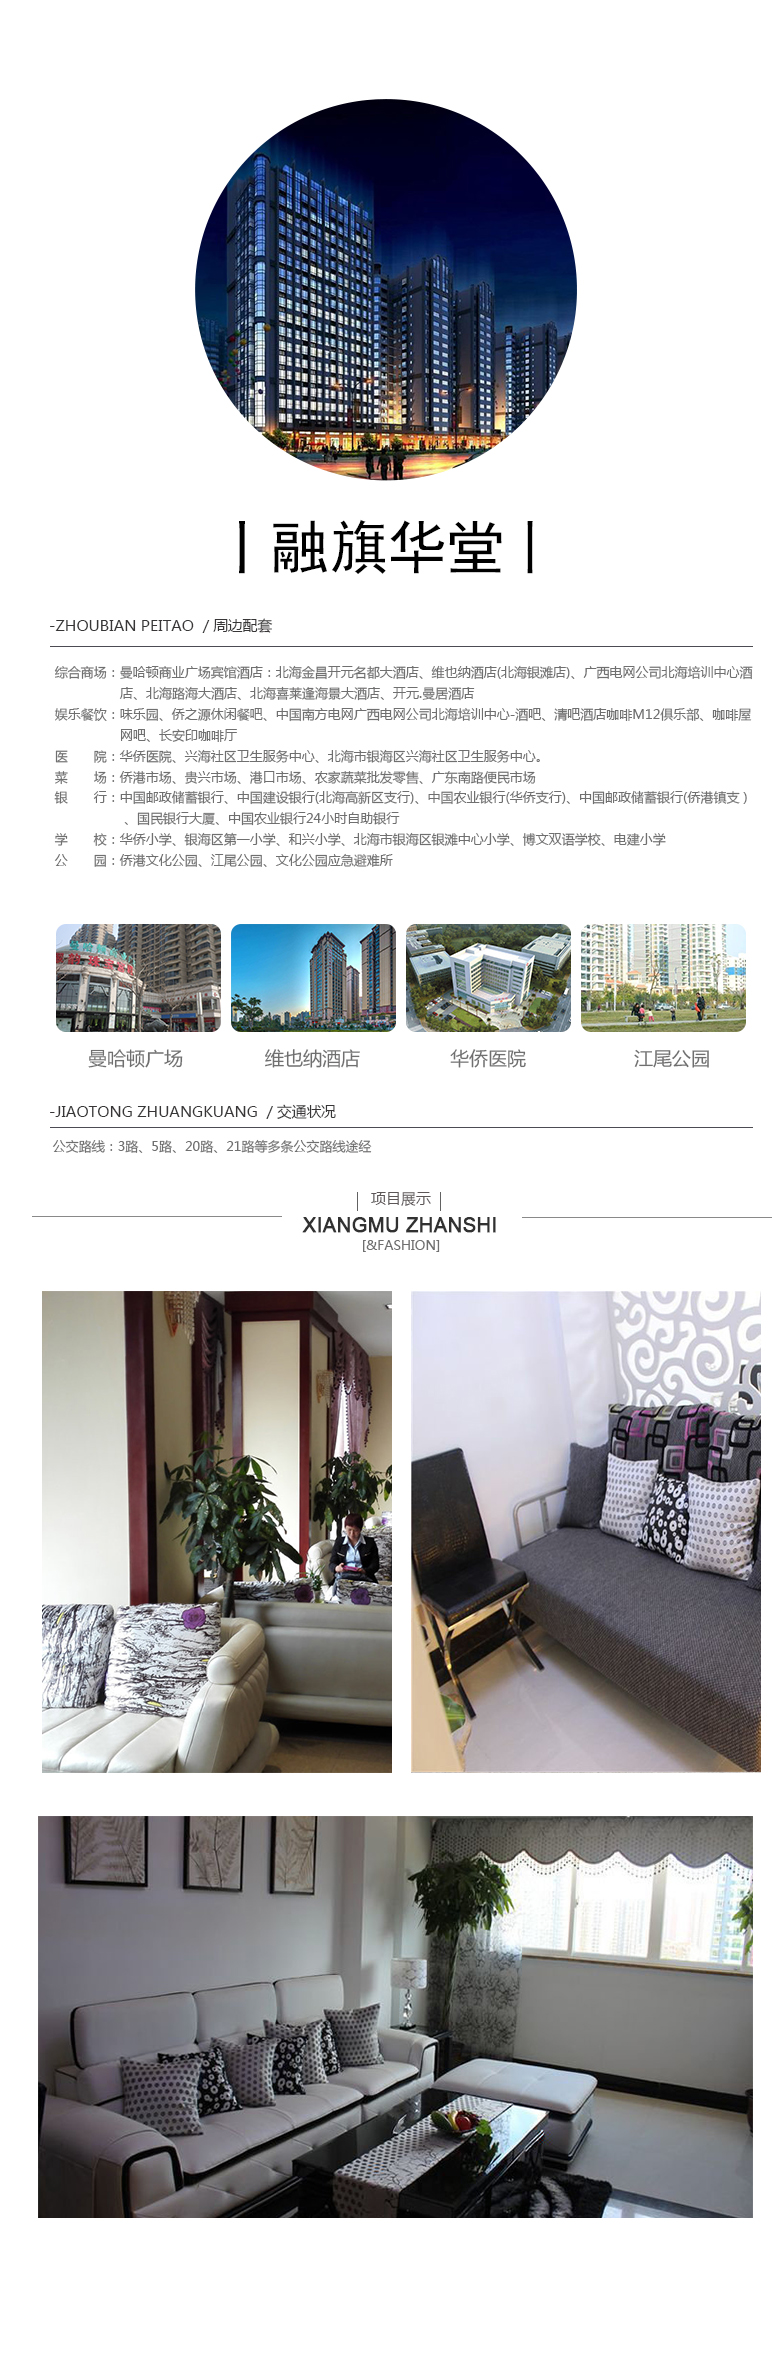 融旗华堂
-ZHOUBIAN PEITAO / 周边配套
综合商场：曼哈顿商业广场宾馆酒店：北海金昌开元名都大酒店、维也纳酒店(北海银滩店)、广西电网公司北海培训中心酒
店、北海路海大酒店、北海喜莱逢海景大酒店、开元.曼居酒店
娱乐餐饮：味乐园、侨之源休闲餐吧、中国南方电网广西电网公司北海培训中心-酒吧、清吧酒店咖啡M12俱乐部、咖啡屋
网吧、长安印咖啡厅
医　　院：华侨医院、兴海社区卫生服务中心、北海市银海区兴海社区卫生服务中心。
菜　　场：侨港市场、贵兴市场、港口市场、农家蔬菜批发零售、广东南路便民市场
银　　行：中国邮政储蓄银行、中国建设银行(北海高新区支行)、中国农业银行(华侨支行)、中国邮政储蓄银行(侨港镇支 )
、国民银行大厦、中国农业银行24小时自助银行
学　　校：华侨小学、银海区第一小学、和兴小学、北海市银海区银滩中心小学、博文双语学校、电建小学
公　　园：侨港文化公园、江尾公园、文化公园应急避难所
曼哈顿广场
维也纳酒店
华侨医院
江尾公园
-JIAOTONG ZHUANGKUANG / 交通状况
公交路线：3路、5路、20路、21路等多条公交路线途经
项目展示
XIANGMU ZHANSHI
[&FASHION]